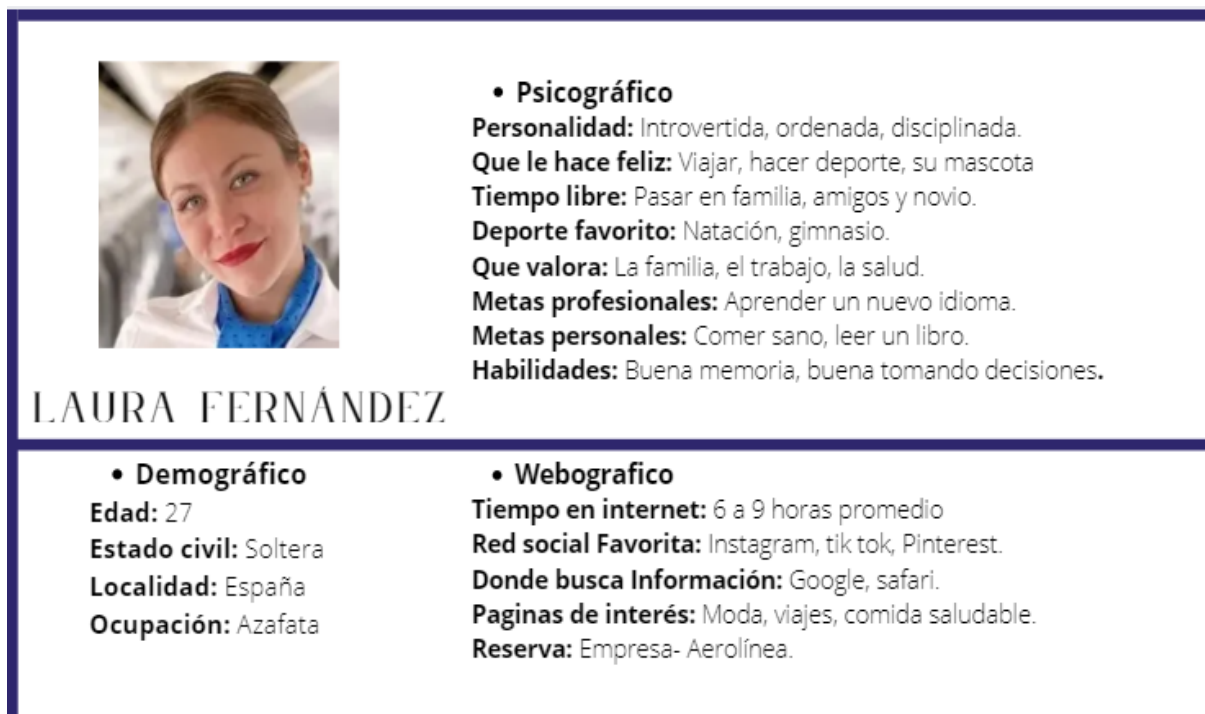 • Psicográfico
Personalidad: Introvertida, ordenada, disciplinada.
Que le hace feliz: Viajar, hacer deporte, su mascota
Tiempo libre: Pasar en familia, amigos y novio.
Deporte favorito: Natación, gimnasio.
Que valora: La familia, el trabajo, la salud.
Metas profesionales: Aprender un nuevo idioma.
Metas personales: Comer sano, leer un libro.
Habilidades: Buena memoria, buena tomando decisiones.
LAURA FERNÁNDEZ
• Demográfico
Edad: 27
Estado civil: Soltera
Localidad: España
Ocupación: Azafata
• Webografico
Tiempo en internet: 6 a 9 horas promedio
Red social Favorita: Instagram, tik tok, Pinterest.
Donde busca Información: Google, safari.
Paginas de interés: Moda, viajes, comida saludable.
Reserva: Empresa- Aerolínea.